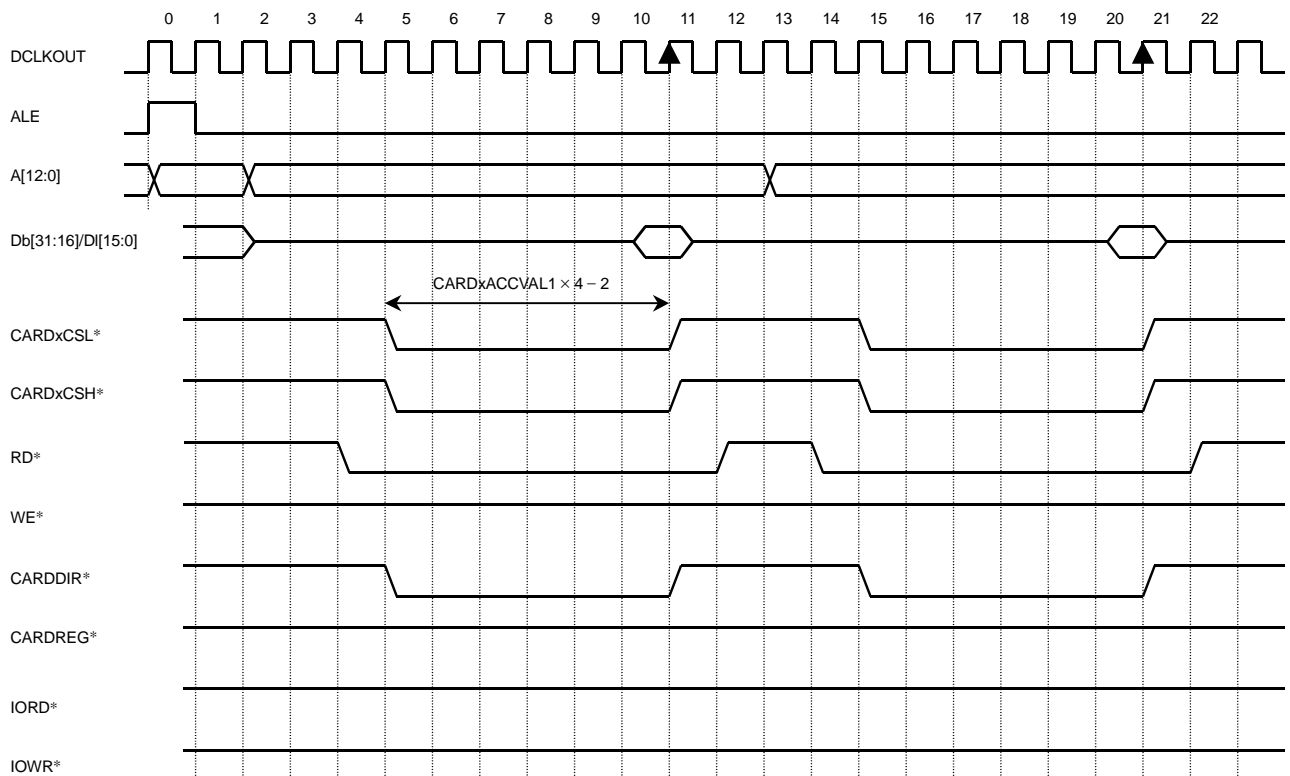 0 1 2 3 4 5 6 7 8 9 10 11 12 13 14 15 16 17 18 19 20 21 22
DCLKOUT
ALE
A[12:0]
Db[31:16]/Dl[15:0]
CARDxACCVAL1 × 4 – 2
CARDxCSL*
CARDxCSH*
RD*
WE*
CARDDIR*
CARDREG*
IORD*
IOWR*